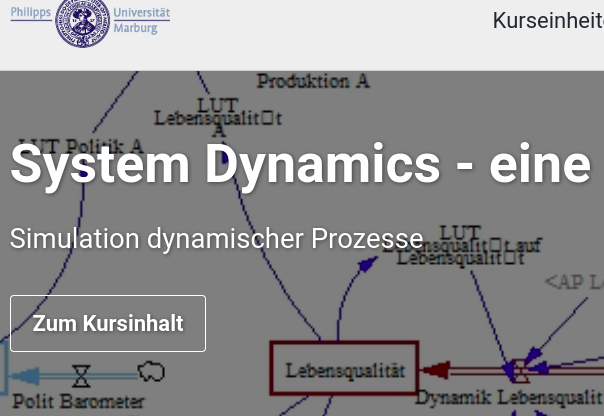 Philipps Universität
Marburg
Kurseinheit
Produktion A
LUT
Lebensqualit□t
A
LUT Politik A
System Dynamics - eine
Simulation dynamischer Prozesse
LUT
Lebensqualit□t auf
Lebensqualit□t
<AP L
Zum Kursinhalt
Lebensqualität
Polit Barometer
Dynamik Lebensqualit